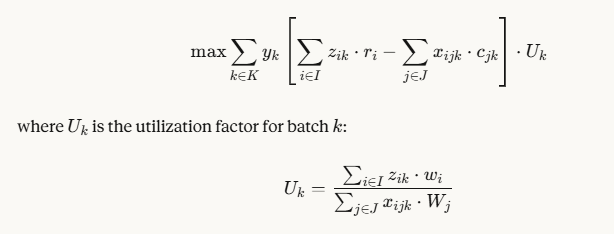 max ∑_{k∈K} y_k [ ∑_{i∈I} z_{ik} · r_i − ∑_{j∈J} x_{ijk} · c_{jk} ] · U_k
where U_k is the utilization factor for batch k:
U_k = \frac{∑_{i∈I} z_{ik} · w_i}{∑_{j∈J} x_{ijk} · W_j}